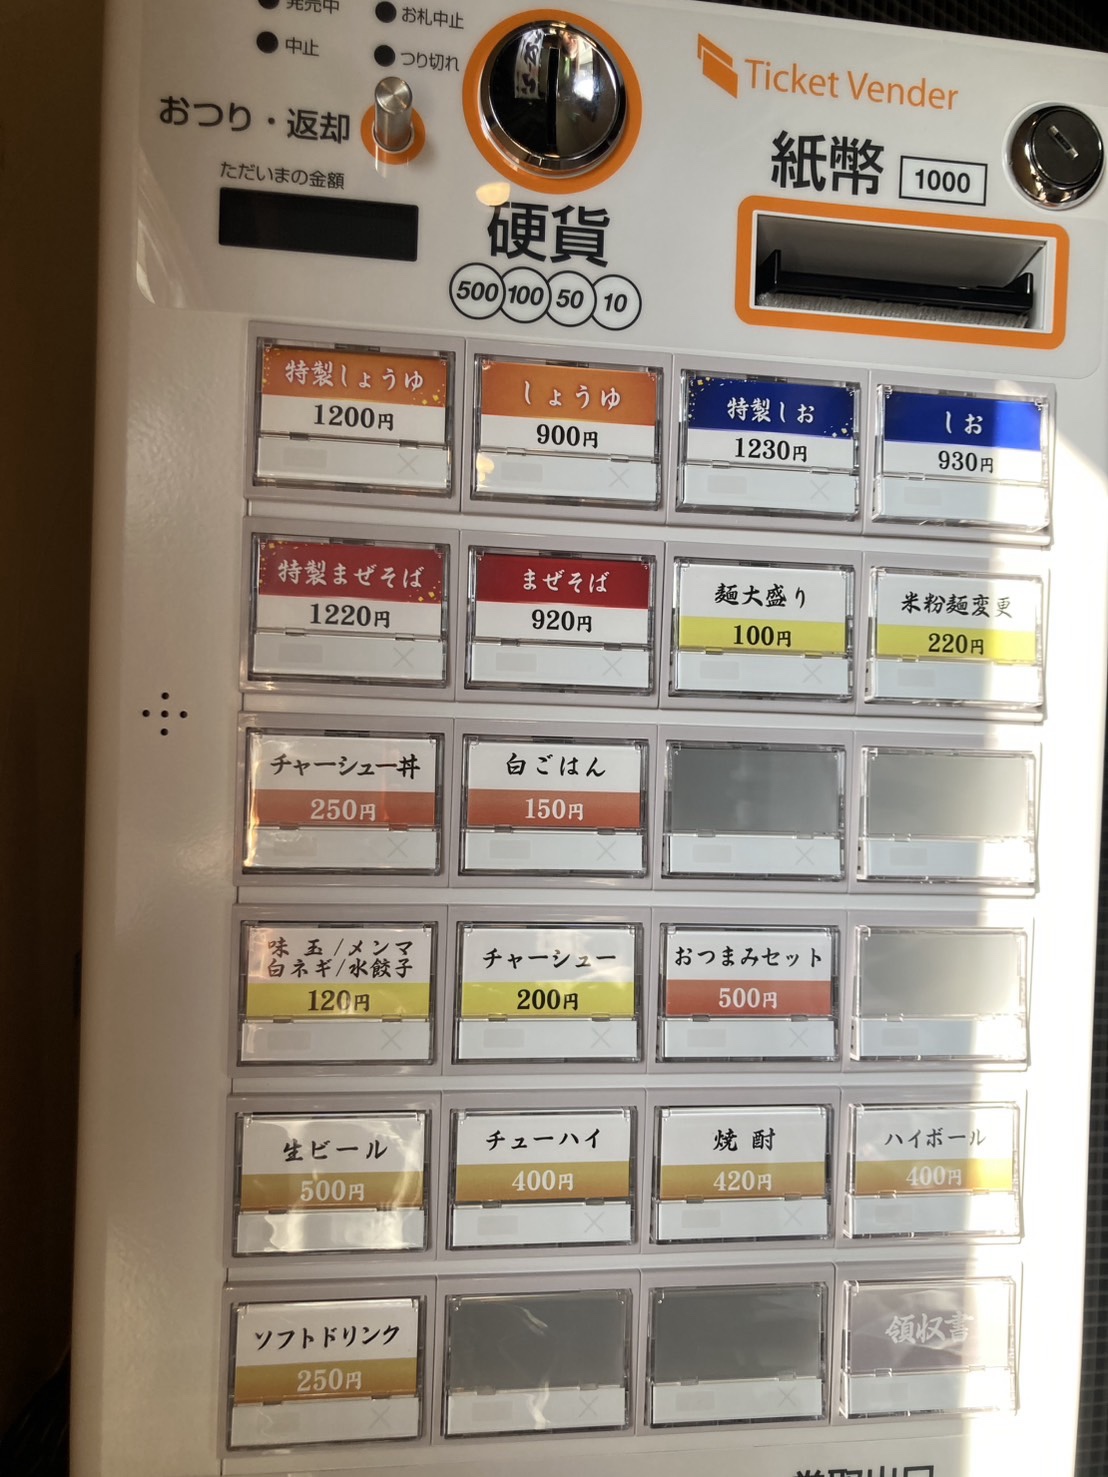 発売中
お札中止
中止
つり切れ
おつり・返却
ただいまの金額
硬貨
500 100 50 10
Ticket Vender
紙幣 1000
特製しょうゆ
1200円
しょうゆ
900円
特製しお
1230円
しお
930円
特製まぜそば
1220円
まぜそば
920円
麺大盛り
100円
米粉麺変更
220円
チャーシュー丼
250円
白ごはん
150円
味玉/メンマ
白ネギ/水餃子
120円
チャーシュー
200円
おつまみセット
500円
生ビール
500円
チューハイ
400円
焼酎
420円
ハイボール
400円
ソフトドリンク
250円
領収書
券取出口